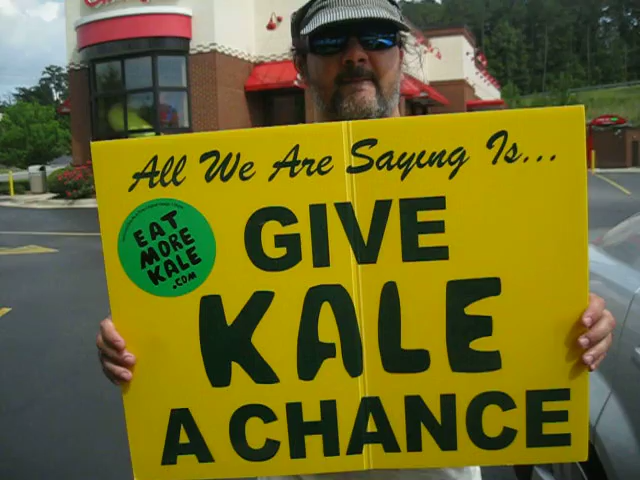 All We Are Saying Is...
EAT
MORE
KALE
.COM
GIVE
KALE
A CHANCE